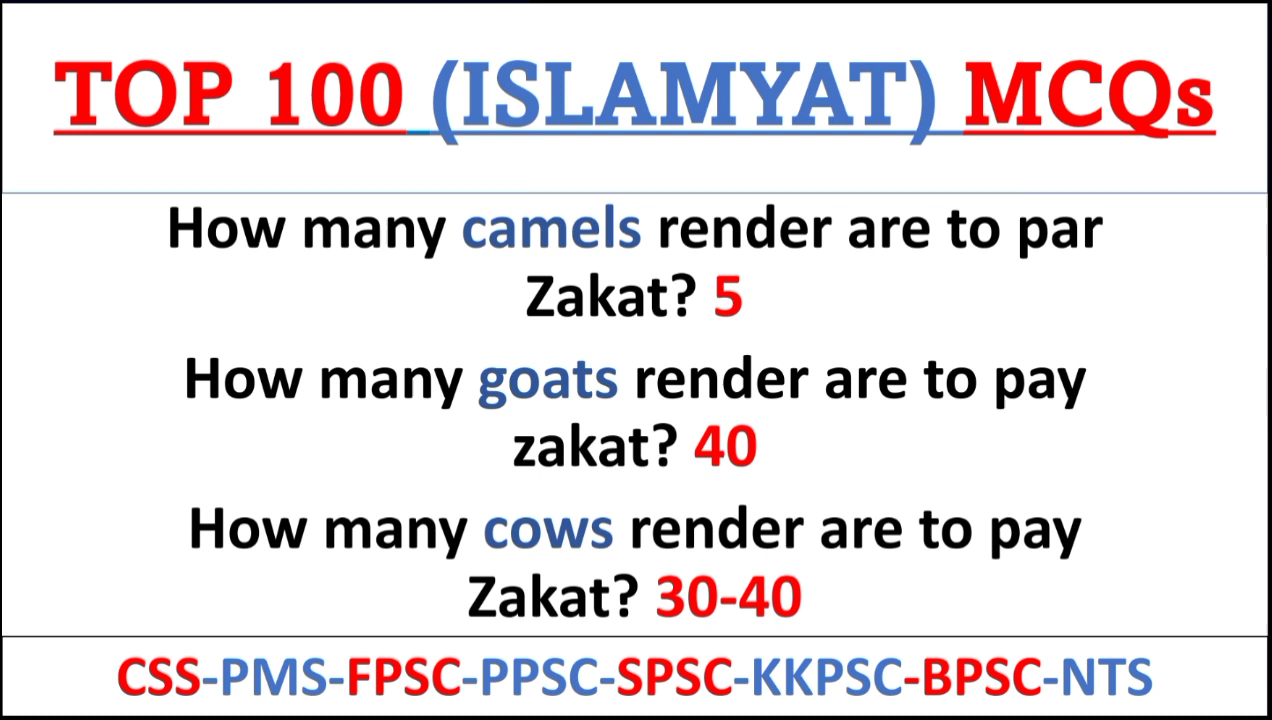 TOP 100 (ISLAMYAT) MCQs
How many camels render are to par
Zakat? 5
How many goats render are to pay
zakat? 40
How many cows render are to pay
Zakat? 30-40
CSS-PMS-FPSC-PPSC-SPSC-KKPSC-BPSC-NTS